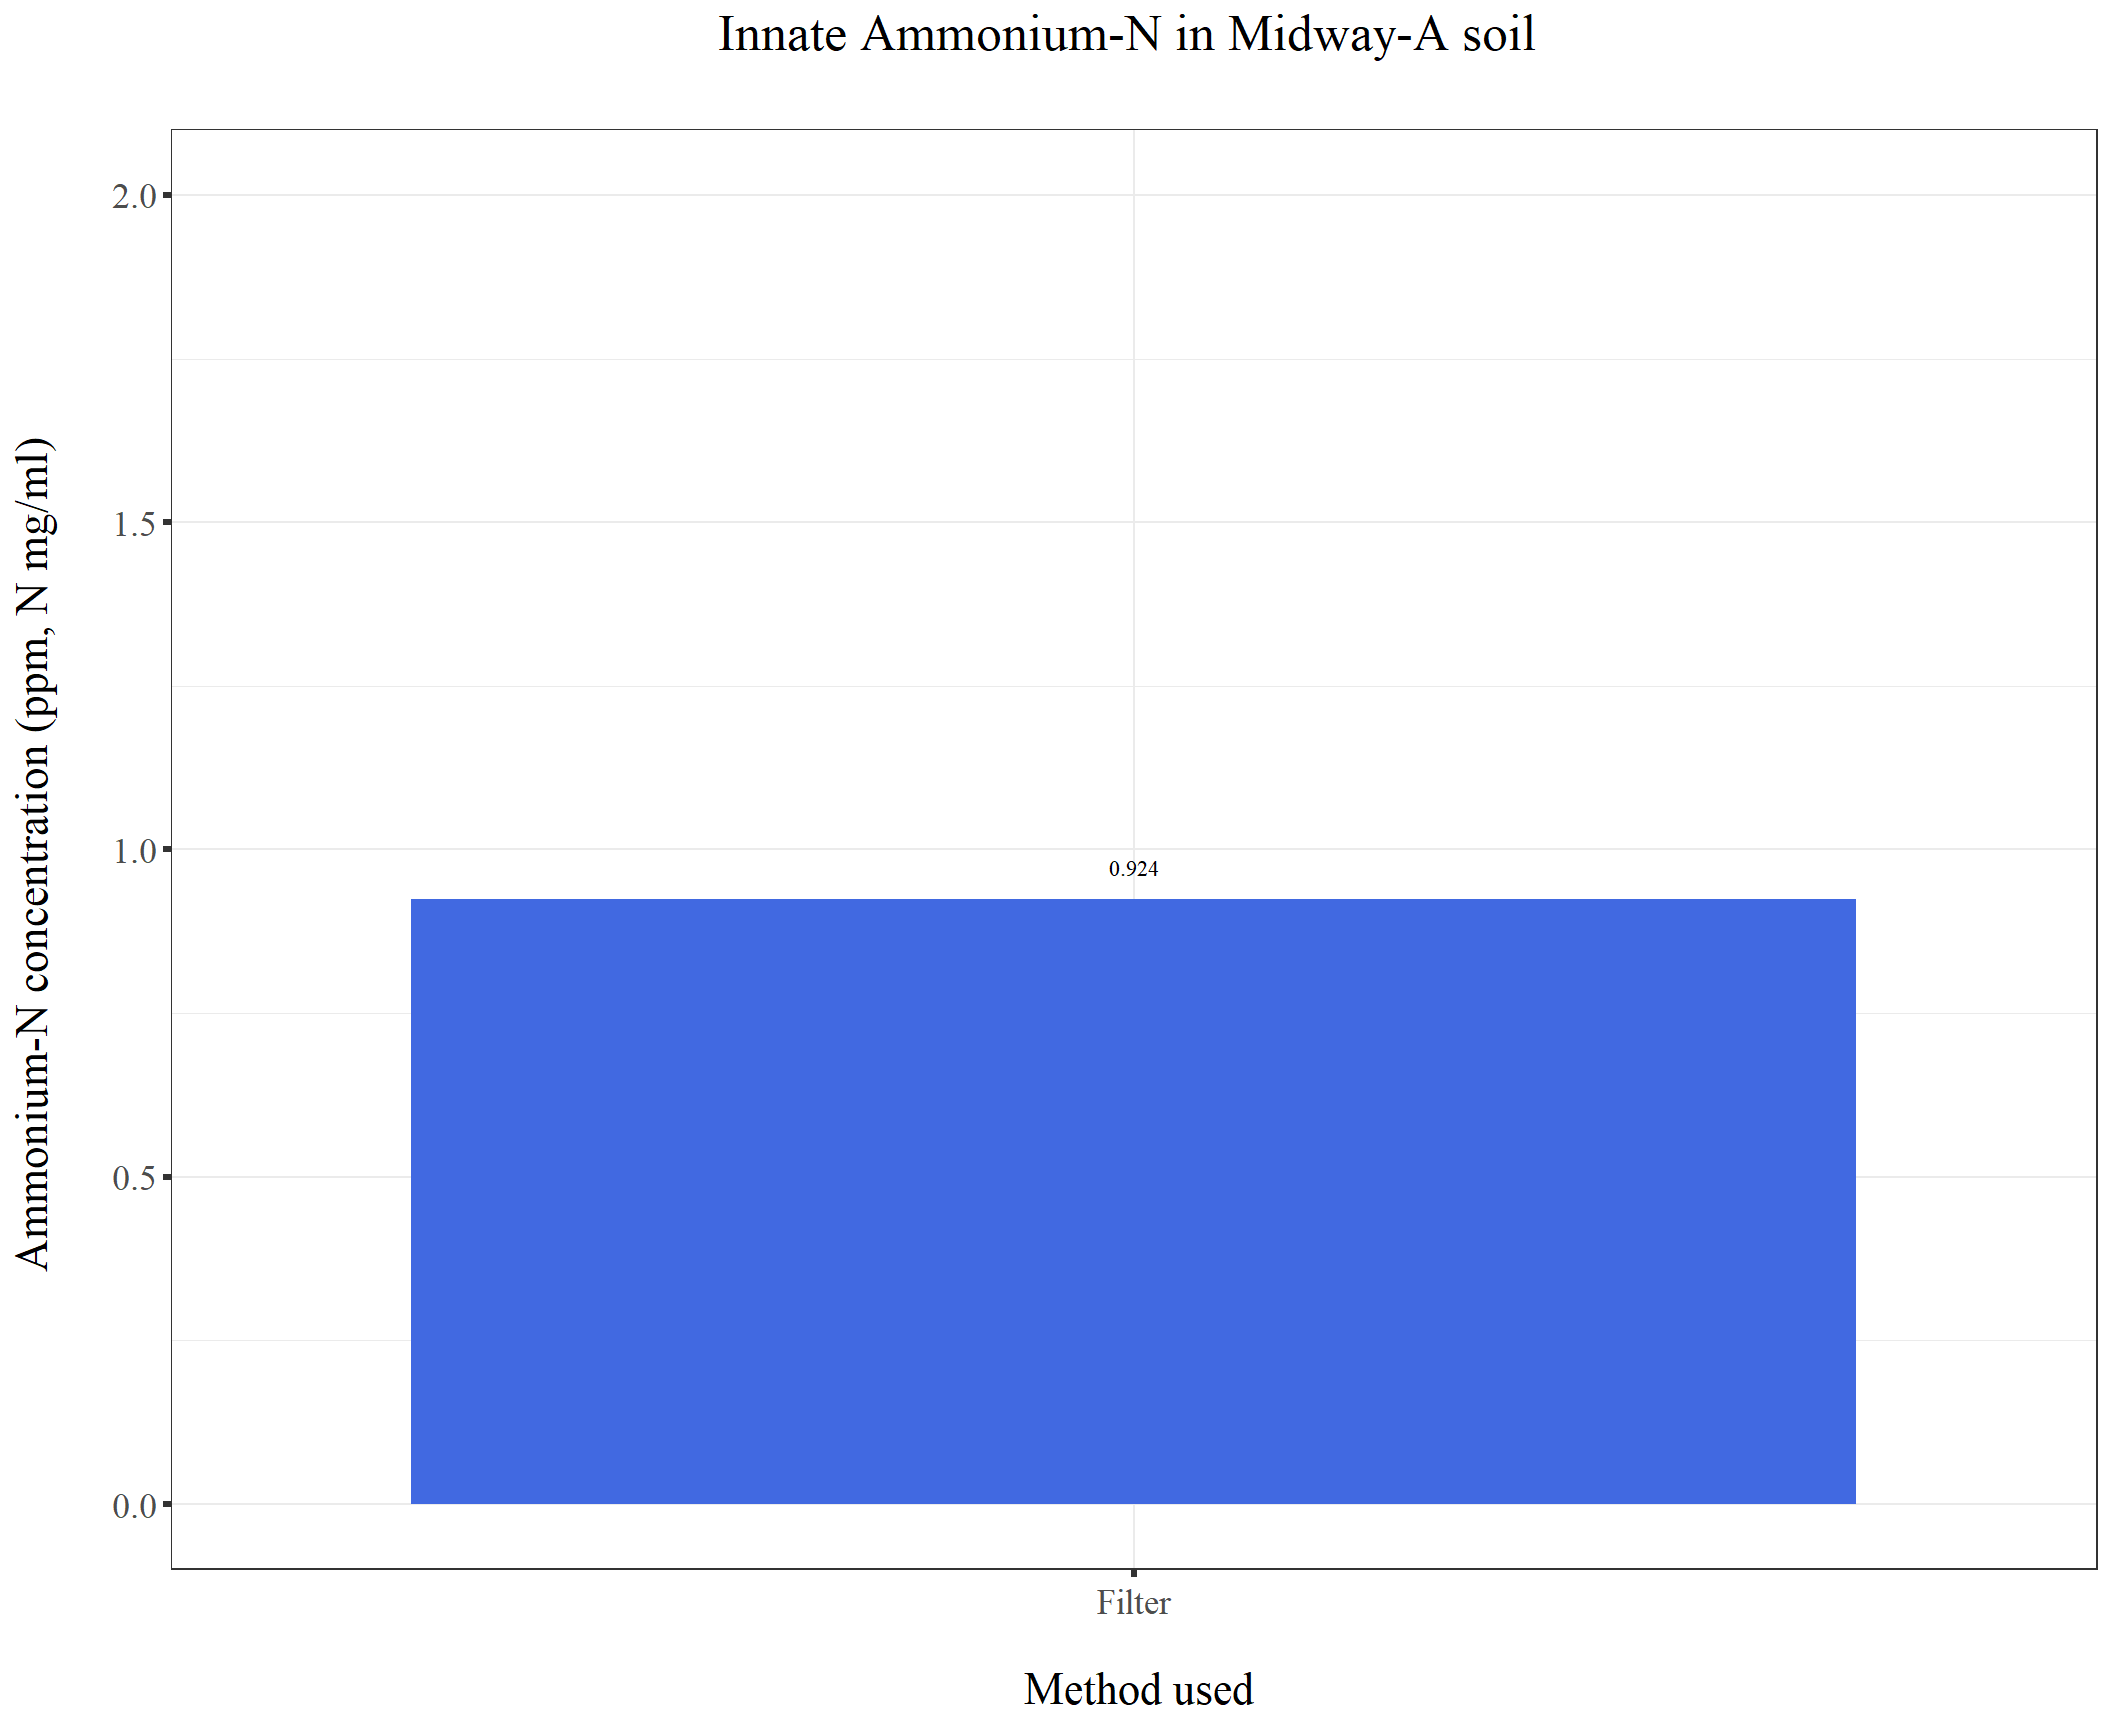 Innate Ammonium-N in Midway-A soil
Ammonium-N concentration (ppm, N mg/ml)
2.0
1.5
1.0
0.5
0.0
0.924
Filter
Method used